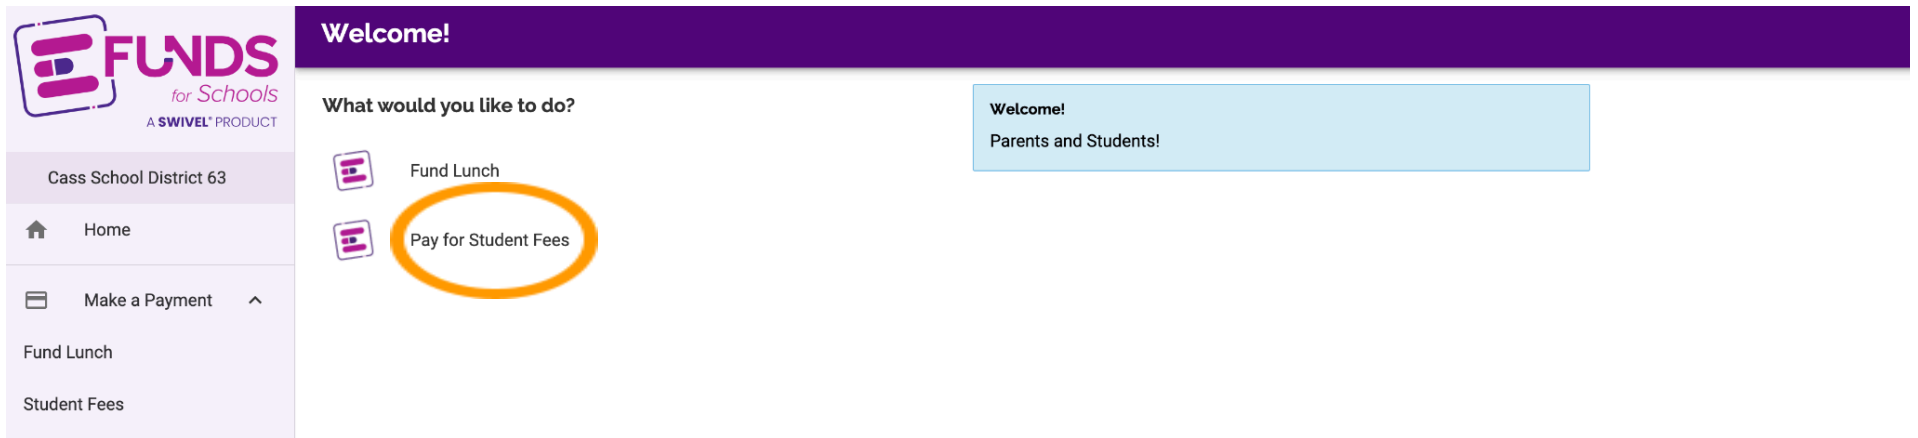 EFUNDS
for Schools
A SWIVEL® PRODUCT
Cass School District 63
Home
Make a Payment
Fund Lunch
Student Fees
Welcome!
What would you like to do?
Fund Lunch
Pay for Student Fees
Welcome!
Parents and Students!